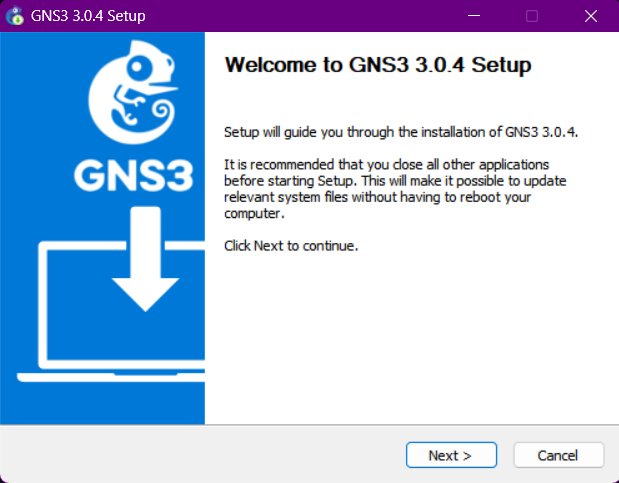 GNS3 3.0.4 Setup
GNS3
Welcome to GNS3 3.0.4 Setup
Setup will guide you through the installation of GNS3 3.0.4.
It is recommended that you close all other applications
before starting Setup. This will make it possible to update
relevant system files without having to reboot your
computer.
Click Next to continue.
Next >
Cancel